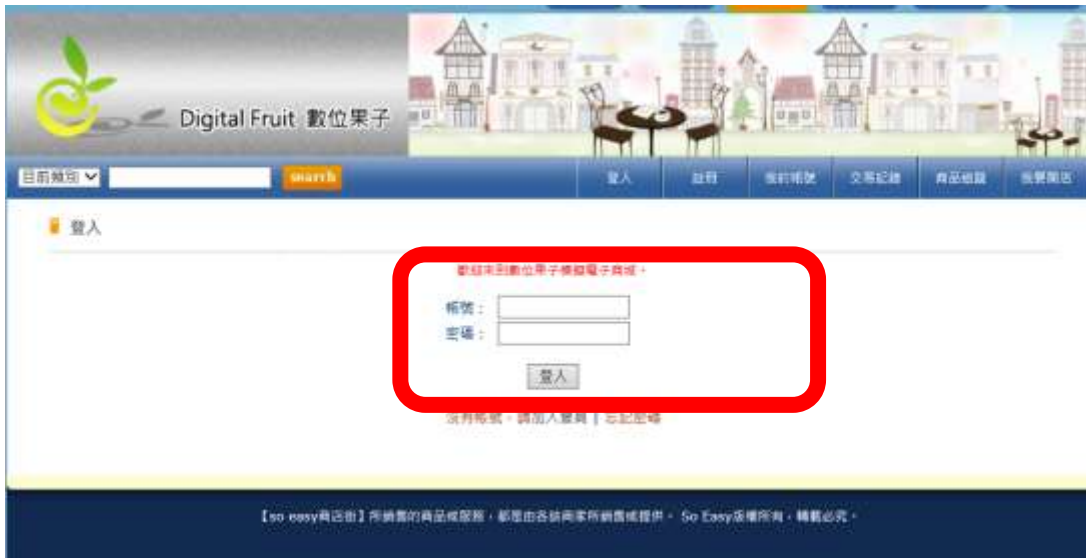 Digital Fruit 數位果子
目前類別
search
登入
註冊
我的帳號
交易記錄
商品追蹤
我要開店
登入
歡迎來到數位果子模擬電子商城。
帳號：
密碼：
登入
沒有帳號，請加入會員 | 忘記密碼
【so easy商店街】所銷售的商品或服務，都是由各該商家所銷售或提供。 So Easy版權所有，轉載必究。